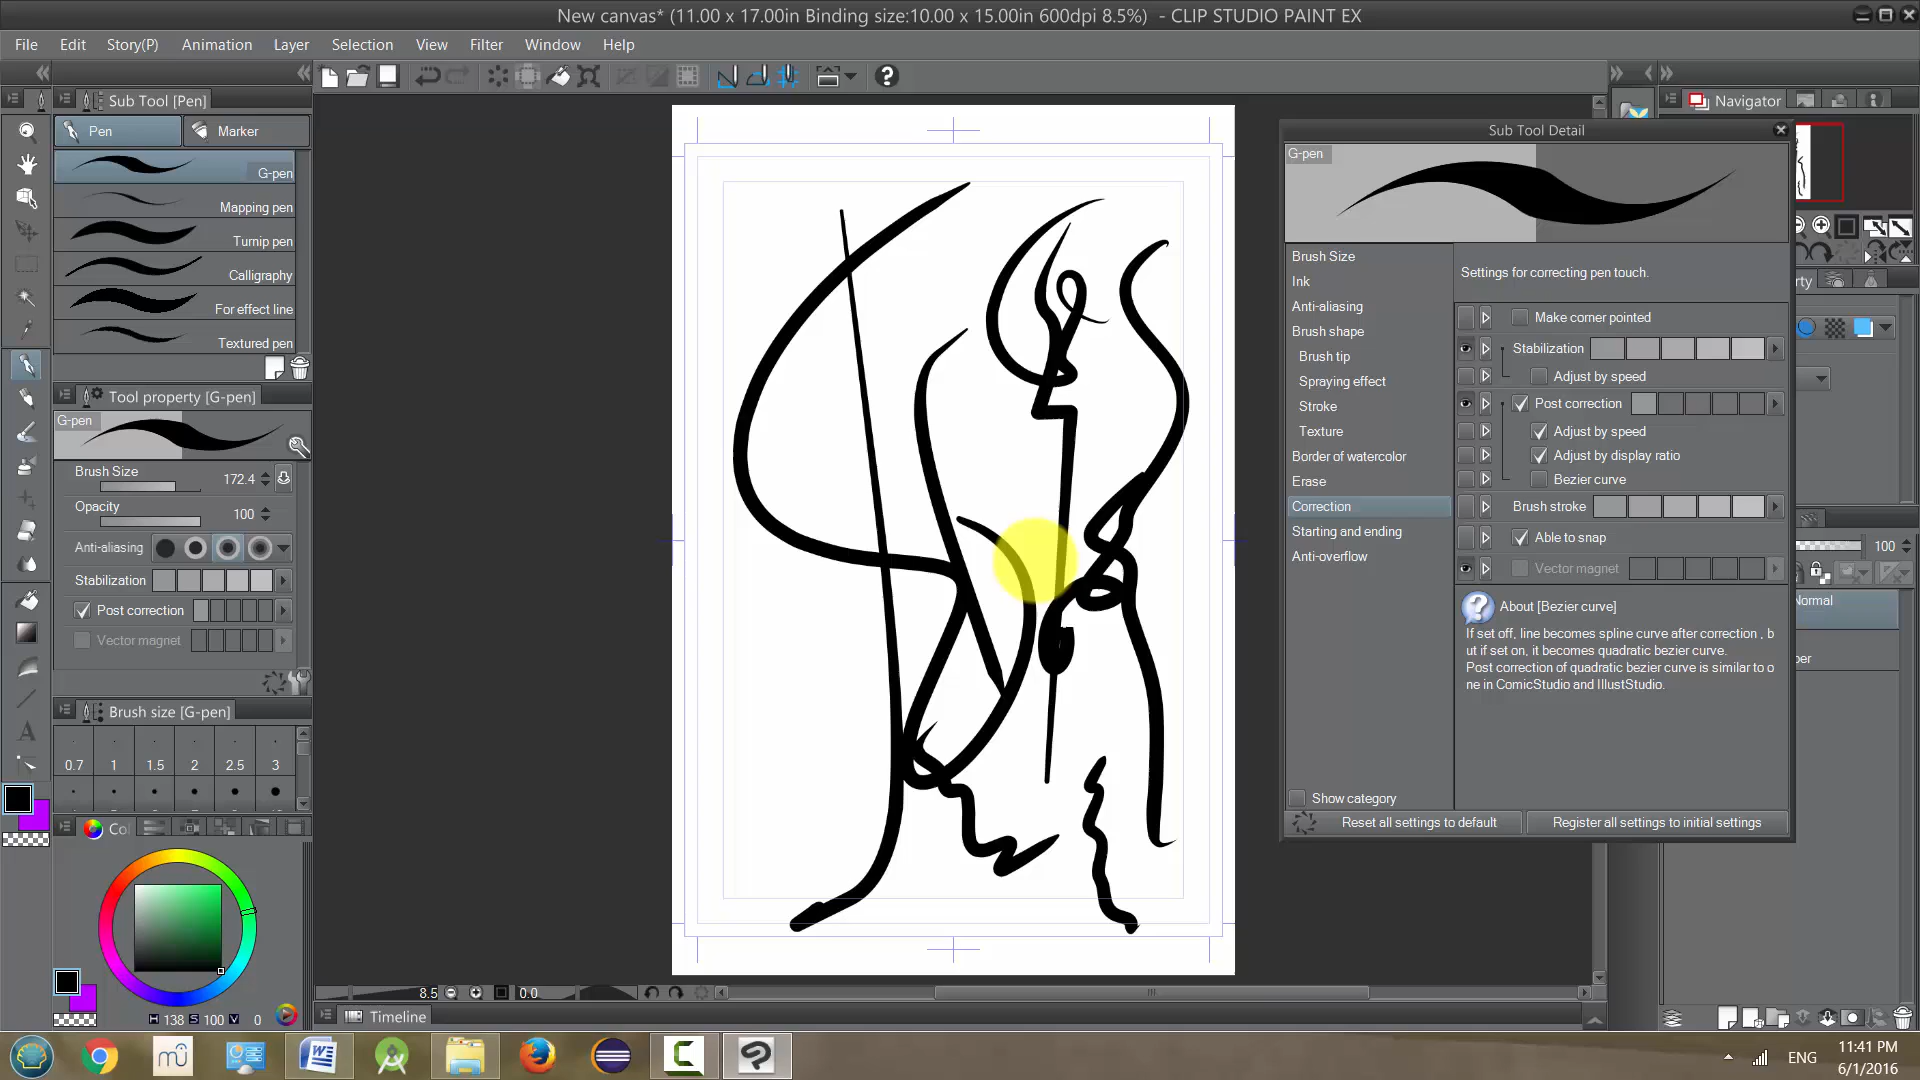 New canvas* (11.00 x 17.00in Binding size:10.00 x 15.00in 600dpi 8.5%) - CLIP STUDIO PAINT EX
File Edit Story(P) Animation Layer Selection View Filter Window Help
Sub Tool [Pen]
Pen
Marker
G-pen
Mapping pen
Turnip pen
Calligraphy
For effect line
Textured pen
Tool property [G-pen]
G-pen
Brush Size 172.4
Opacity 100
Anti-aliasing
Stabilization
Post correction
Vector magnet
Brush size [G-pen]
0.7 1 1.5 2 2.5 3
Col
H 138 S 100 V 0
8.5
0.0
Timeline
Sub Tool Detail
G-pen
Brush Size
Ink
Anti-aliasing
Brush shape
Brush tip
Spraying effect
Stroke
Texture
Border of watercolor
Erase
Correction
Starting and ending
Anti-overflow
Show category
Settings for correcting pen touch.
Make corner pointed
Stabilization
Adjust by speed
Post correction
Adjust by speed
Adjust by display ratio
Bezier curve
Brush stroke
Able to snap
Vector magnet
About [Bezier curve]
If set off, line becomes spline curve after correction , b
ut if set on, it becomes quadratic bezier curve.
Post correction of quadratic bezier curve is similar to o
ne in ComicStudio and IllustStudio.
Reset all settings to default
Register all settings to initial settings
Navigator
rty
100
Normal
per
W
ENG
11:41 PM
6/1/2016